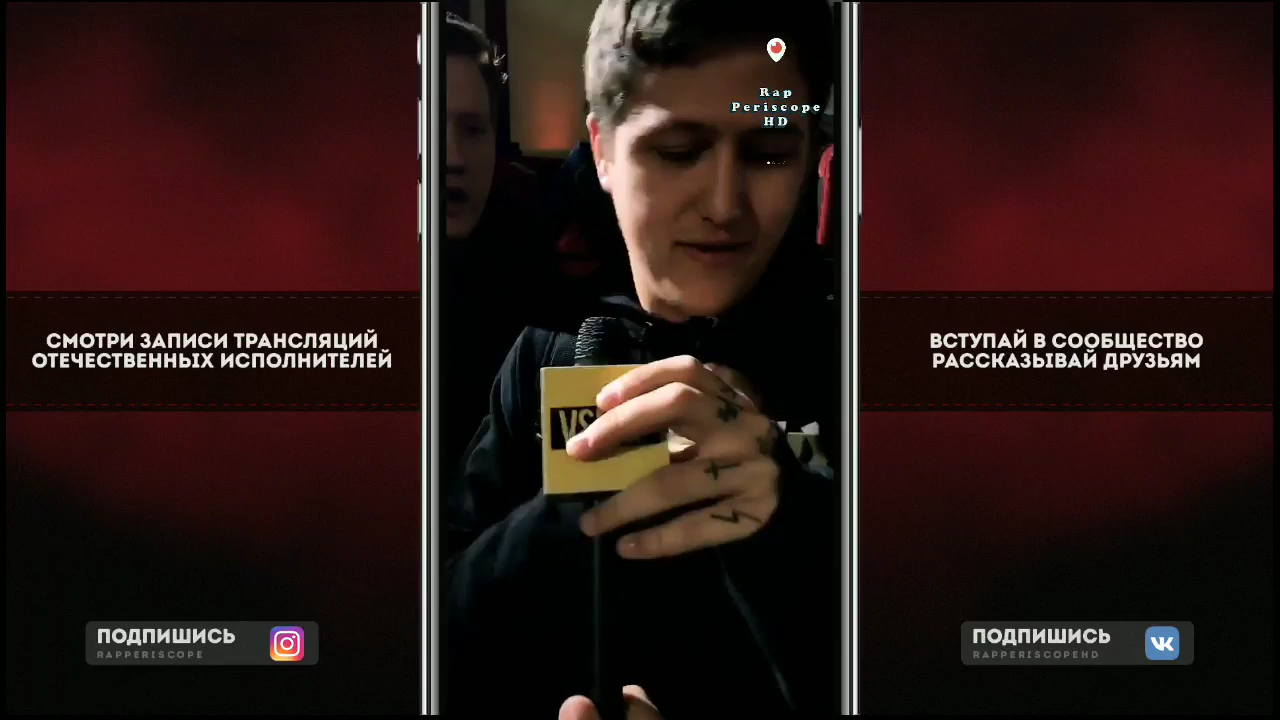 Rap
Periscope
HD
СМОТРИ ЗАПИСИ ТРАНСЛЯЦИЙ
ОТЕЧЕСТВЕННЫХ ИСПОЛНИТЕЛЕЙ
ВСТУПАЙ В СООБЩЕСТВО
РАССКАЗЫВАЙ ДРУЗЬЯМ
ПОДПИШИСЬ
RAPPERISCOPE
ПОДПИШИСЬ
RAPPERISCOPEHD